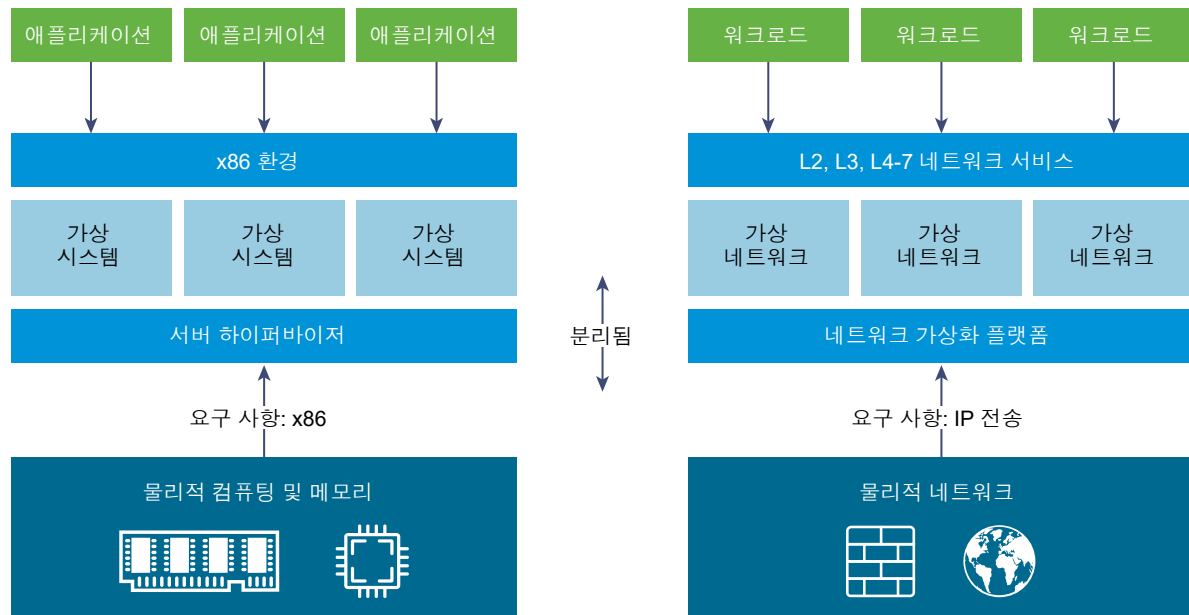 애플리케이션
애플리케이션
애플리케이션
x86 환경
가상
시스템
가상
시스템
가상
시스템
서버 하이퍼바이저
요구 사항: x86
물리적 컴퓨팅 및 메모리
분리됨
워크로드
워크로드
워크로드
L2, L3, L4-7 네트워크 서비스
가상
네트워크
가상
네트워크
가상
네트워크
네트워크 가상화 플랫폼
요구 사항: IP 전송
물리적 네트워크